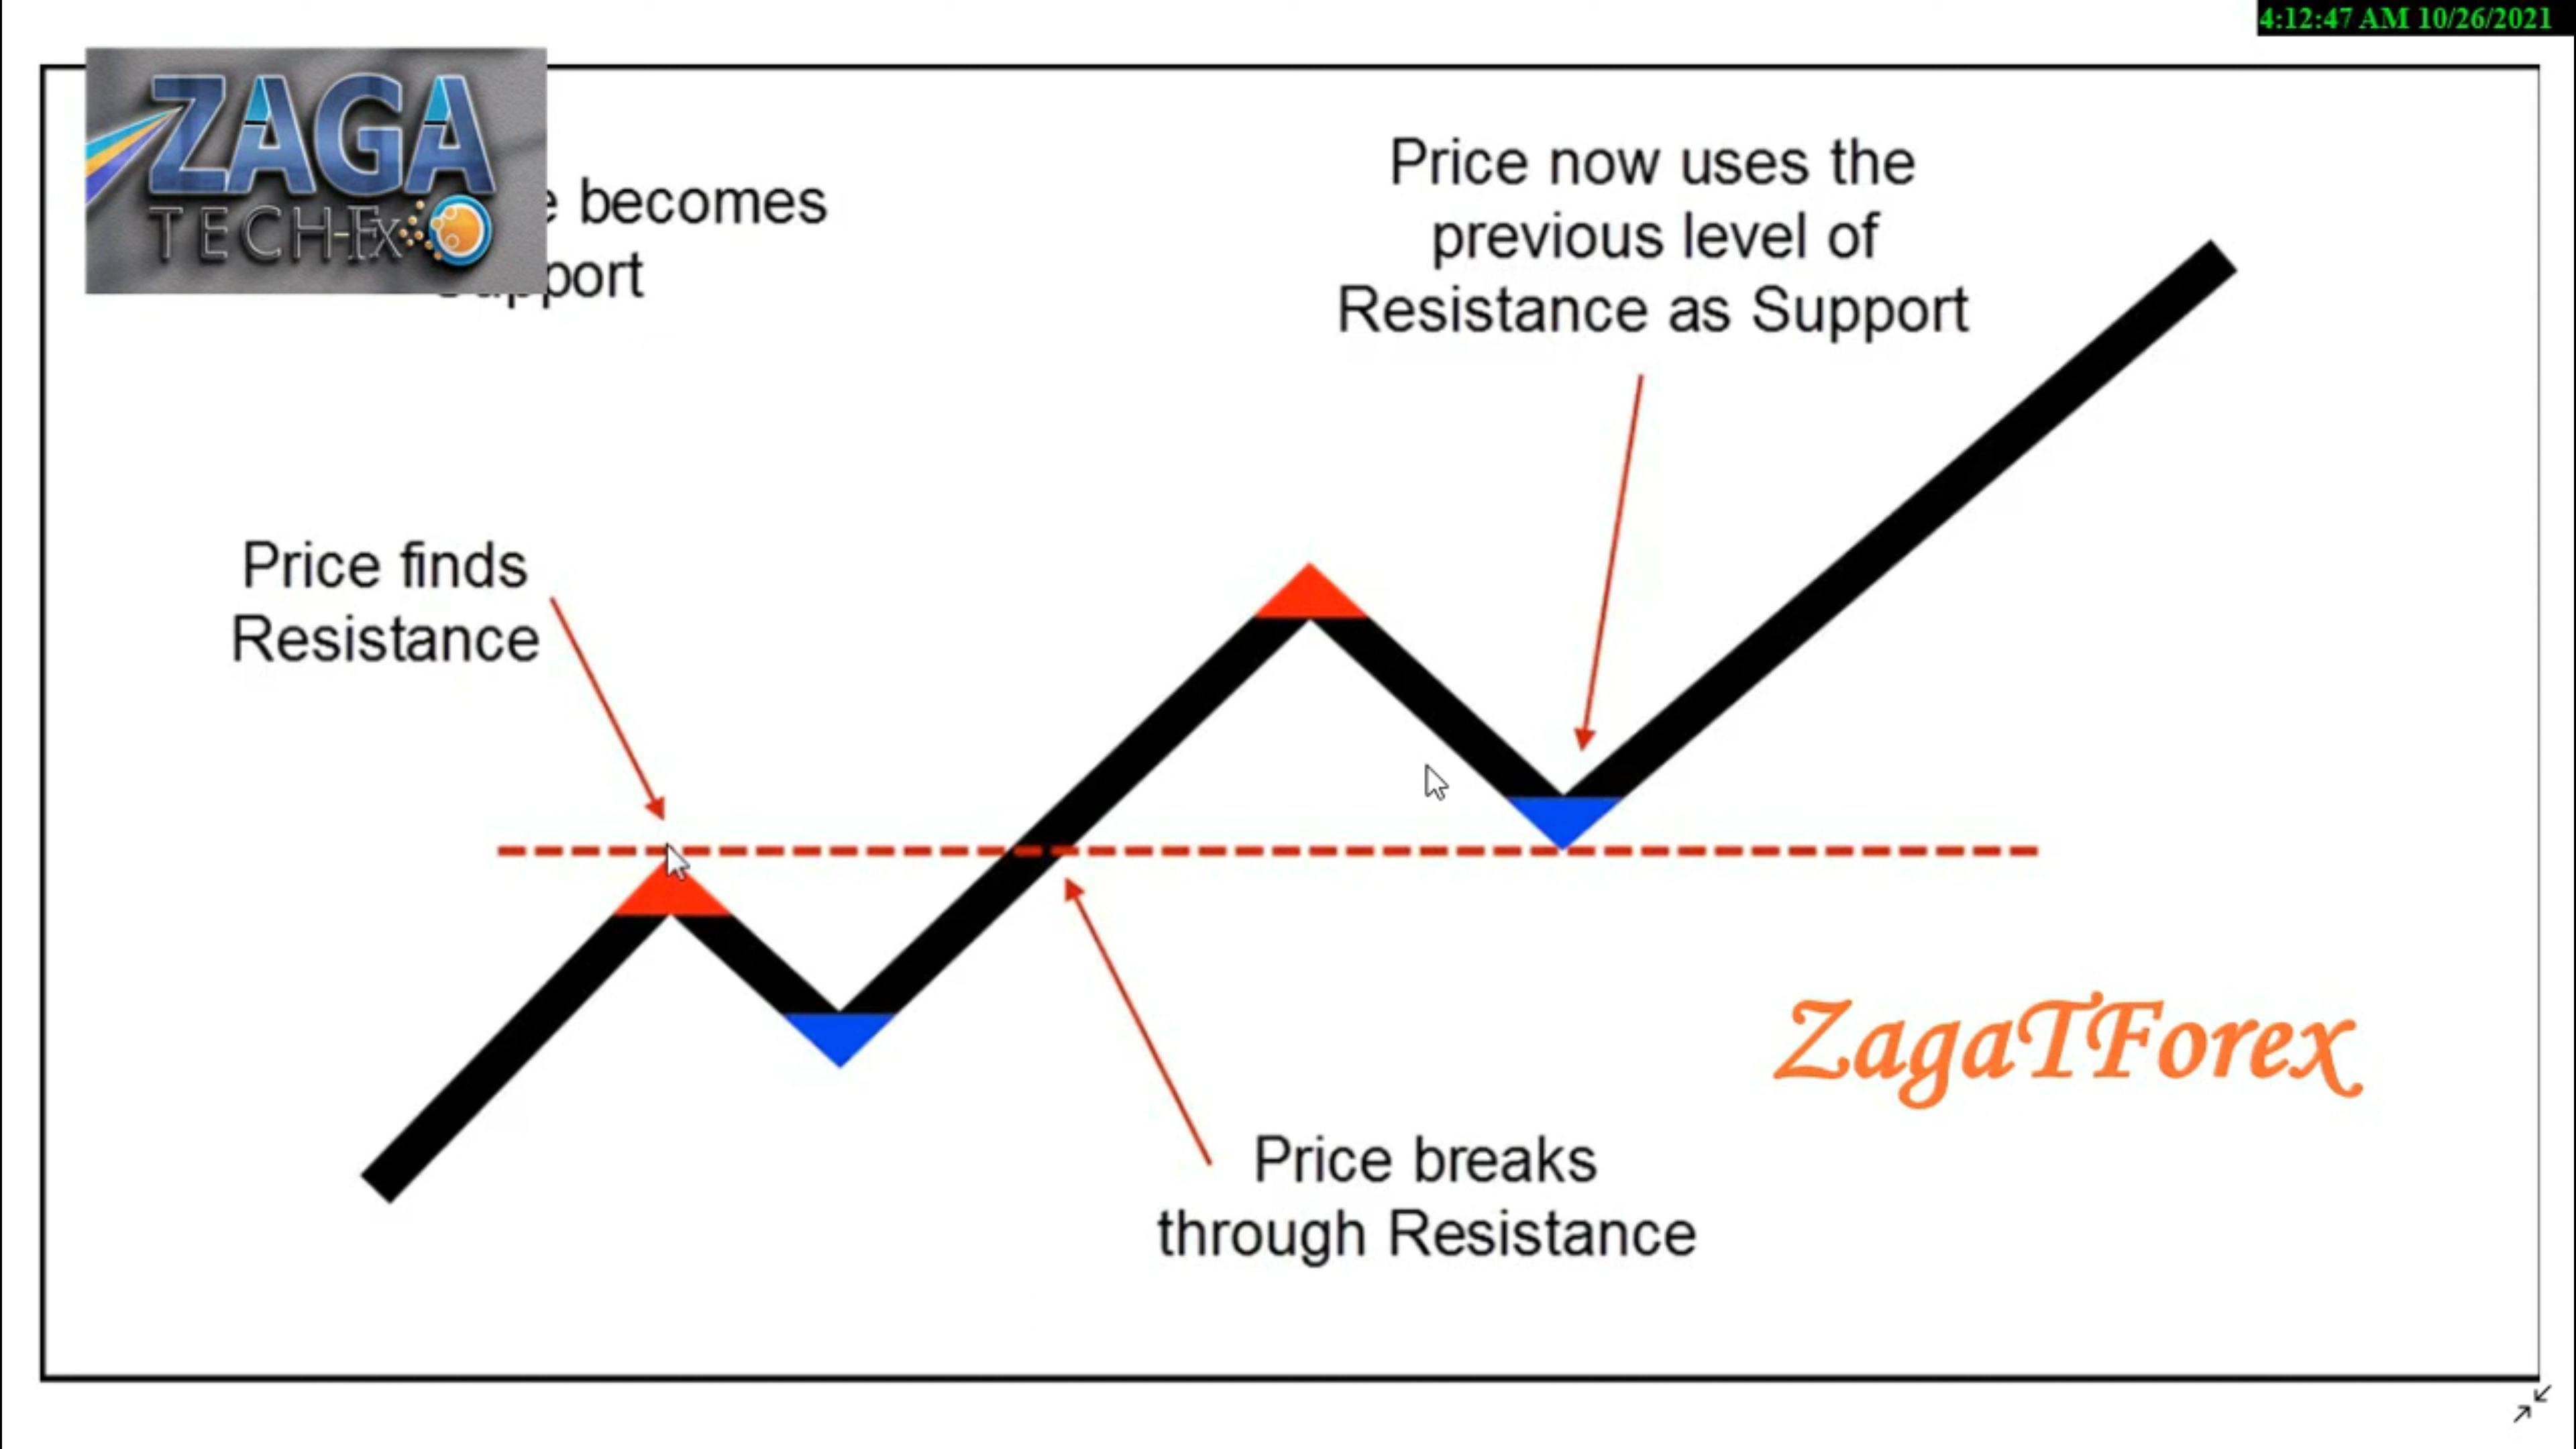 4:12:47 AM 10/26/2021
ZAGA
TECH-Fx
e becomes
Support
Price now uses the
previous level of
Resistance as Support
Price finds
Resistance
ZagaTForex
Price breaks
through Resistance